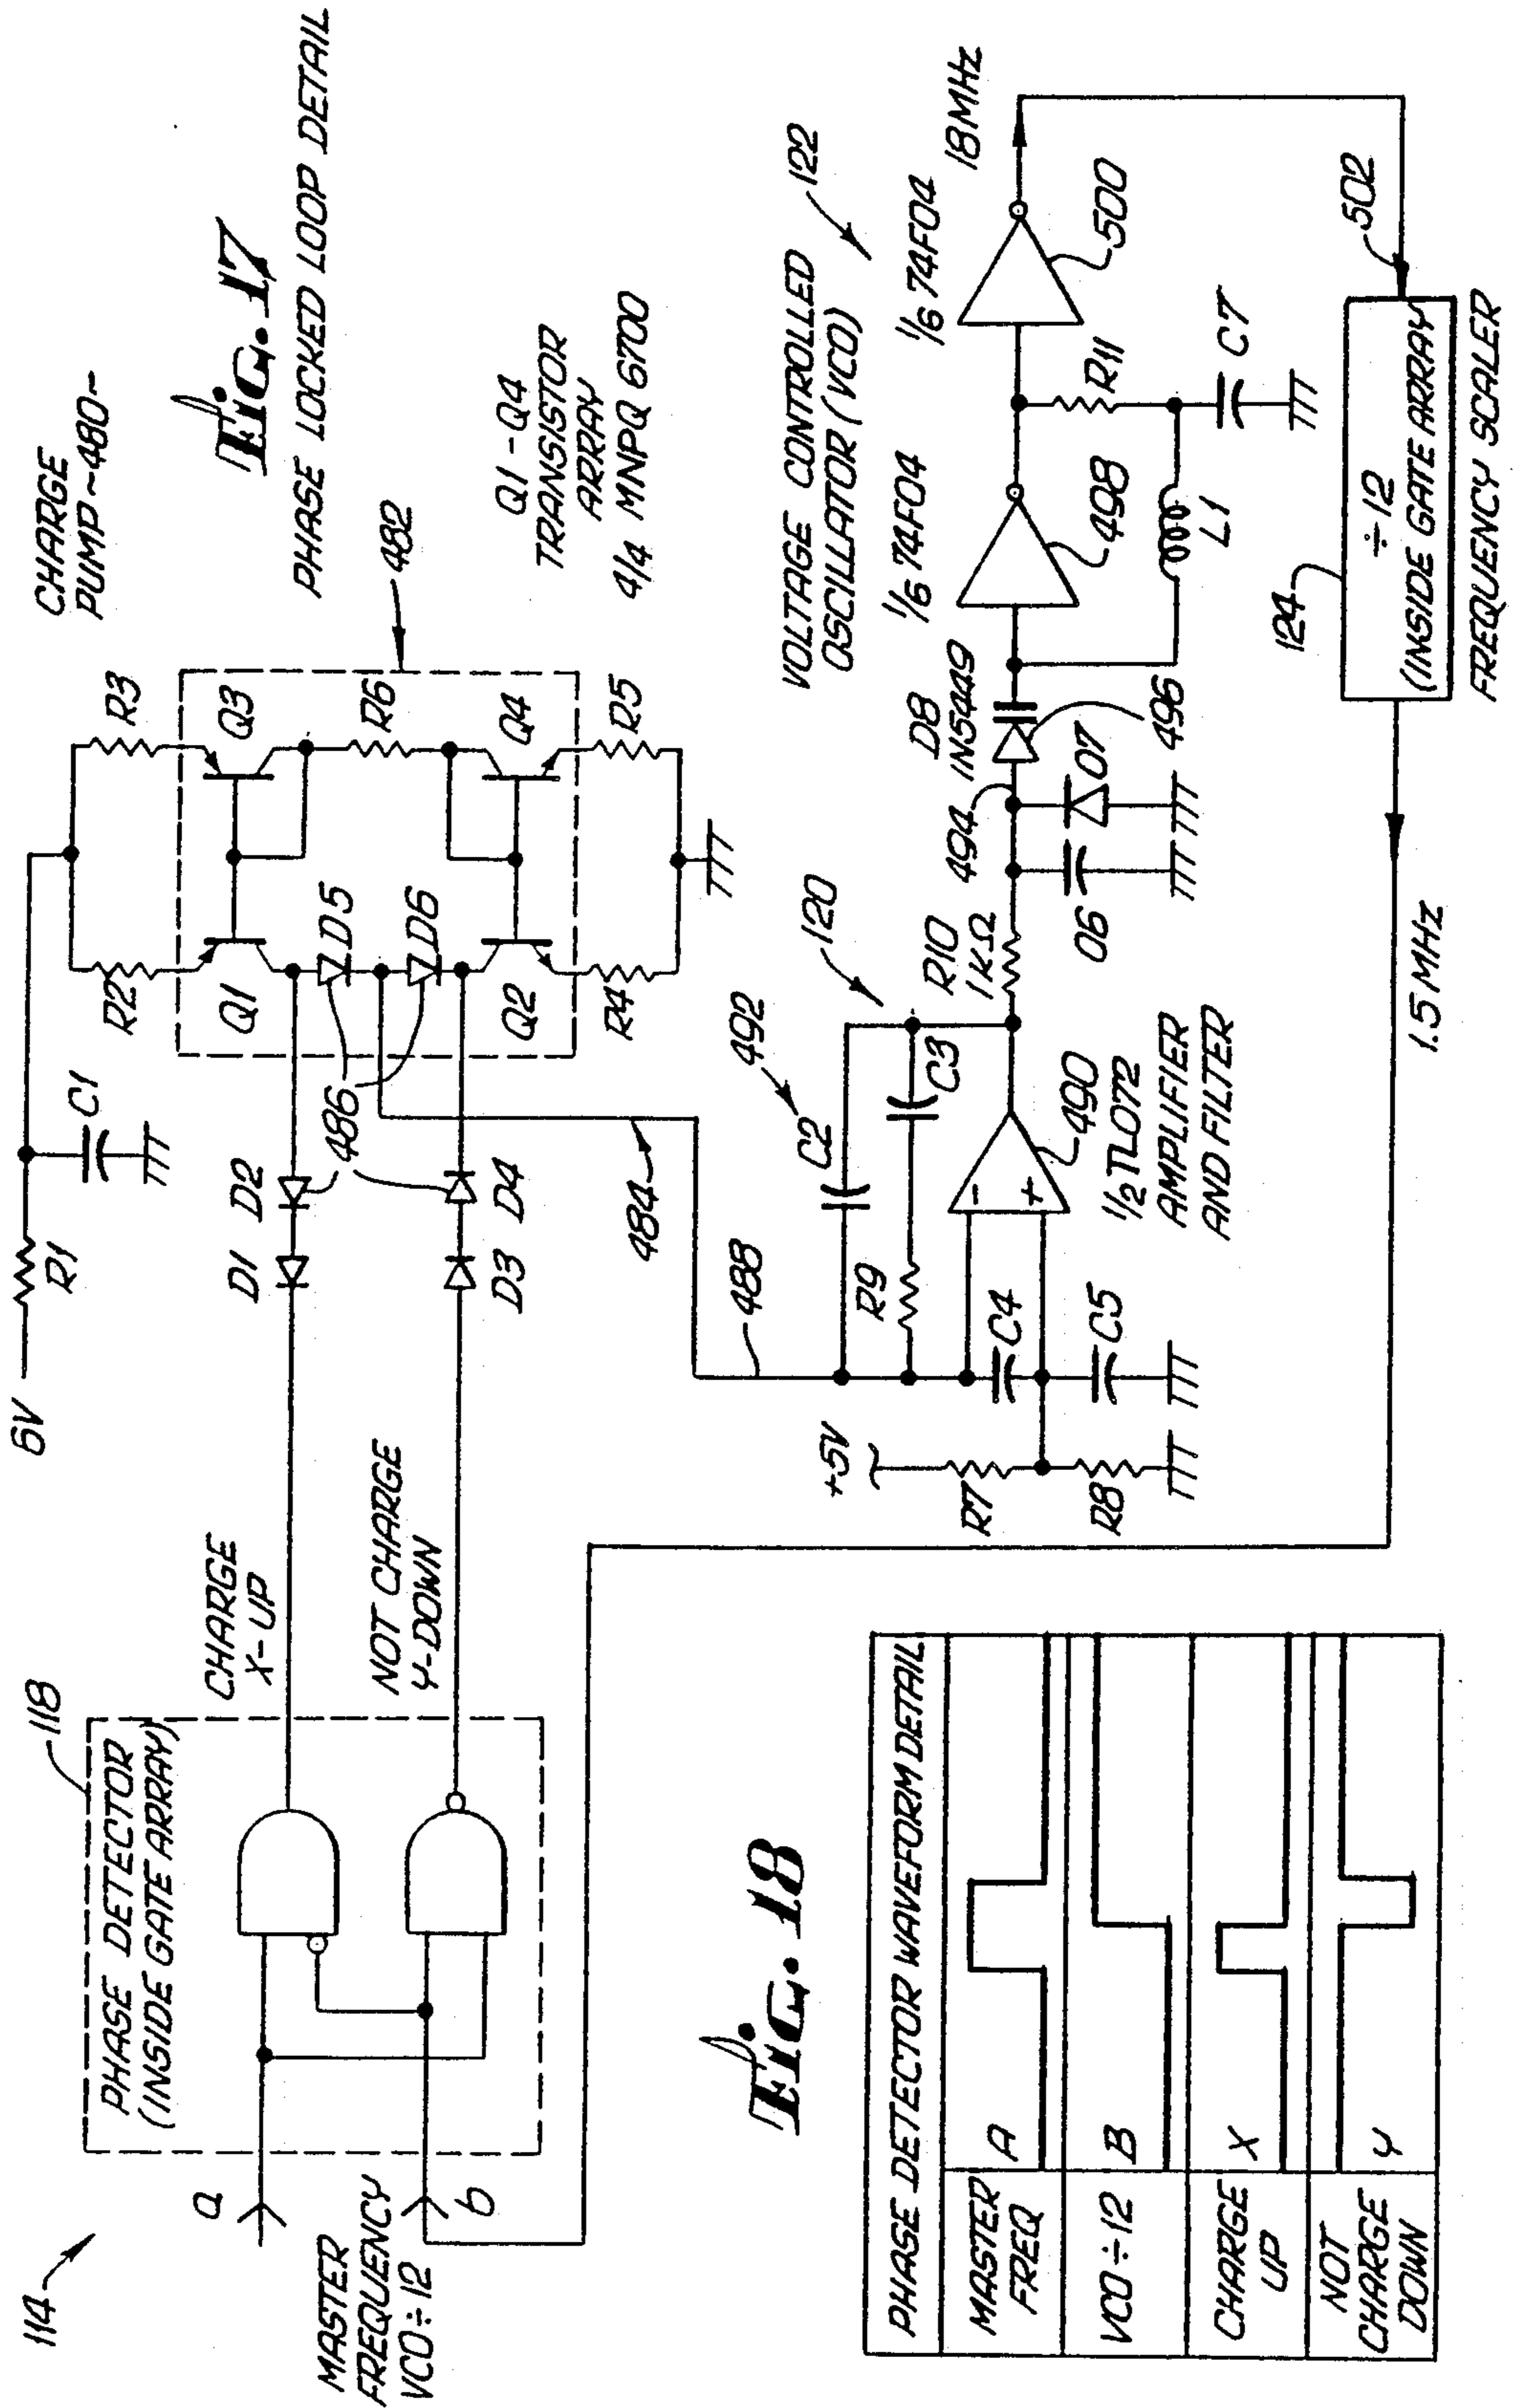 Fig. 17
PHASE LOCKED LOOP DETAIL
114
a
MASTER
FREQUENCY
VCO÷12
b
PHASE DETECTOR
(INSIDE GATE ARRAY)
118
CHARGE
X-UP
NOT CHARGE
Y-DOWN
6V
R1
C1
D1
D2
D3
D4
486
484
488
R2
R3
Q1
Q3
D5
D6
R6
Q2
Q4
R4
R5
482
CHARGE
PUMP~480-
Q1-Q4
TRANSISTOR
ARRAY
4/4 MNPQ 6700
+5V
R7
R8
C4
C5
R9
C2
C3
492
120
490
1/2 TL072
AMPLIFIER
AND FILTER
R10
1KΩ
494
06
07
D8
1N5449
496
VOLTAGE CONTROLLED
OSCILLATOR (VCO)
122
1/6 74F04
498
L1
R11
C7
1/6 74F04
500
18MHz
502
124
÷12
(INSIDE GATE ARRAY)
FREQUENCY SCALER
1.5 MHz
Fig. 18
PHASE DETECTOR WAVEFORM DETAIL
MASTER
FREQ
A
VCO÷12
B
CHARGE
UP
X
NOT
CHARGE
DOWN
Y